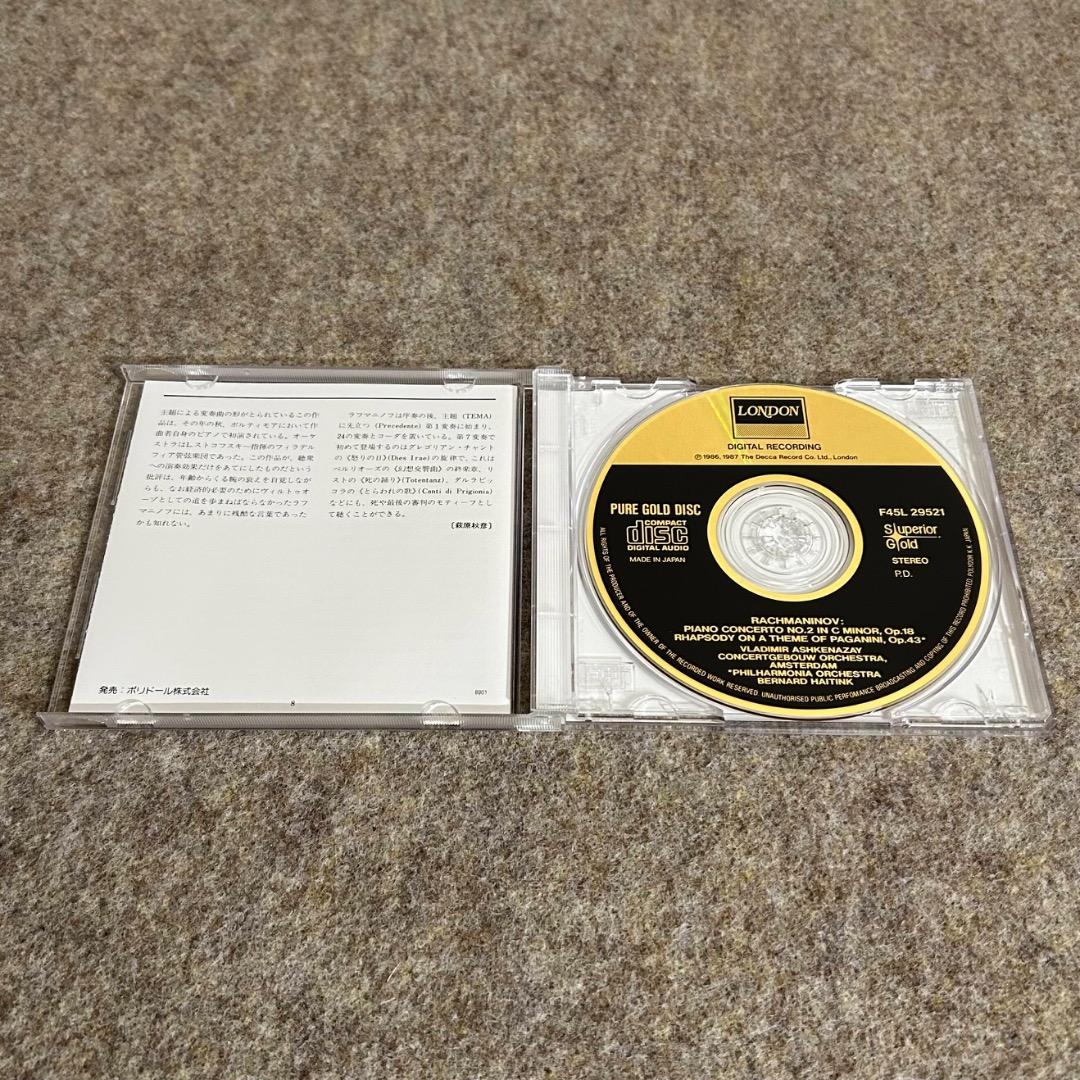 主題による変奏曲の形がとられているこの作
品は、その年の秋、ボルティモアにおいて作
曲者自身のピアノで初演されている。オーケ
ストラはL.ストコフスキー指揮のフィラデル
フィア管弦楽団であった。この作品が、聴衆
への演奏効果だけをあてにしたものだという
批評は、年齢からくる腕の衰えを自覚しなが
らも、なお経済的必要のためにヴィルトゥオ
ーゾとしての道を歩まねばならなかったラフ
マニノフには、あまりに残酷な言葉であった
かも知れない。
ラフマニノフは序奏の後、主題 (TEMA)
に先立つ (Precedente) 第1変奏に始まり、
24の変奏とコーダを置いている。第7変奏で
初めて登場するのはグレゴリアン・チャント
の《怒りの日》(Dies Irae) の旋律で、これは
ベルリオーズの《幻想交響曲》の終楽章、リ
ストの《死の踊り》(Totentanz)、ダルラピッ
コラの《とらわれの歌》(Canti di Prigionia)
などにも、死や最後の審判のモティーフとし
て聴くことができる。
〔萩原秋彦〕
発売:ポリドール株式会社
8901
8
LONDON
DIGITAL RECORDING
Ⓟ 1986, 1987 The Decca Record Co. Ltd., London
PURE GOLD DISC
COMPACT
disc
DIGITAL AUDIO
MADE IN JAPAN
F45L 29521
Superior
Gold
STEREO
P.D.
RACHMANINOV:
PIANO CONCERTO NO.2 IN C MINOR, Op.18
RHAPSODY ON A THEME OF PAGANINI, Op.43*
VLADIMIR ASHKENAZAY
CONCERTGEBOUW ORCHESTRA,
AMSTERDAM
*PHILHARMONIA ORCHESTRA
BERNARD HAITINK
ALL RIGHTS OF THE PRODUCER AND OF THE OWNER OF THE RECORDED WORK RESERVED. UNAUTHORISED PUBLIC PERFOMANCE BROADCASTING AND COPYING OF THIS RECORD PROHIBITED POLYDOR K.K. JAPAN